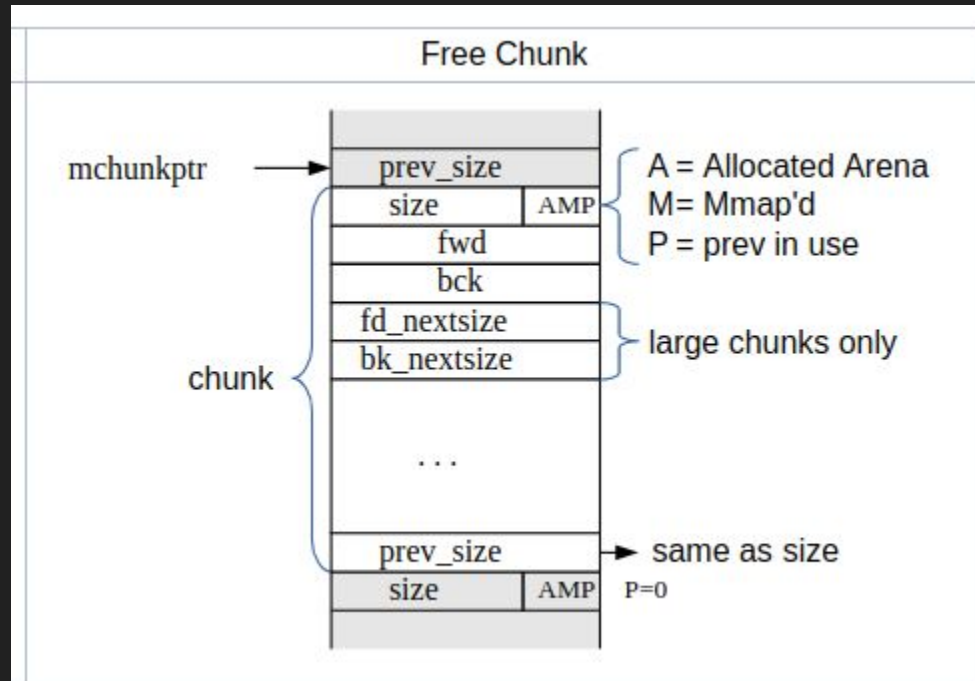 Free Chunk
mchunkptr
prev_size
size
AMP
A = Allocated Arena
M= Mmap'd
P = prev in use
fwd
bck
fd_nextsize
bk_nextsize
large chunks only
chunk
...
prev_size
same as size
size
AMP
P=0